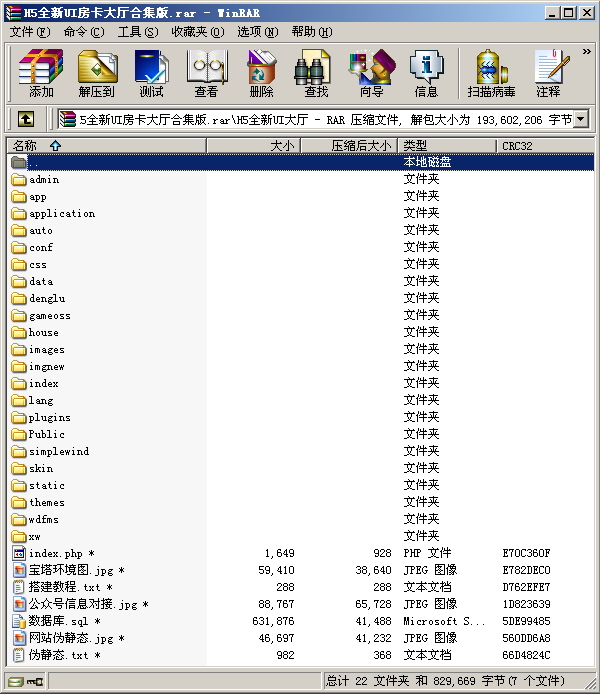 H5全新UI房卡大厅合集版.rar - WinRAR
文件(F) 命令(C) 工具(S) 收藏夹(O) 选项(N) 帮助(H)
添加 解压到 测试 查看 删除 查找 向导 信息 扫描病毒 注释 »
5全新UI房卡大厅合集版.rar\H5全新UI大厅 - RAR 压缩文件, 解包大小为 193,602,206 字节
名称 大小 压缩后大小 类型 CRC32
.. 本地磁盘
admin 文件夹
app 文件夹
application 文件夹
auto 文件夹
conf 文件夹
css 文件夹
data 文件夹
denglu 文件夹
gameoss 文件夹
house 文件夹
images 文件夹
imgnew 文件夹
index 文件夹
lang 文件夹
plugins 文件夹
Public 文件夹
simplewind 文件夹
skin 文件夹
static 文件夹
themes 文件夹
wdfms 文件夹
xw 文件夹
index.php * 1,649 928 PHP 文件 E70C360F
宝塔环境图.jpg * 59,410 38,640 JPEG 图像 E782DEC0
搭建教程.txt * 288 288 文本文档 D762EFE7
公众号信息对接.jpg * 88,767 65,728 JPEG 图像 1D823639
数据库.sql * 631,876 41,488 Microsoft S... 5DE99485
网站伪静态.jpg * 46,697 41,232 JPEG 图像 560DD6A8
伪静态.txt * 982 368 文本文档 66D4824C
总计 22 文件夹 和 829,669 字节(7 个文件)